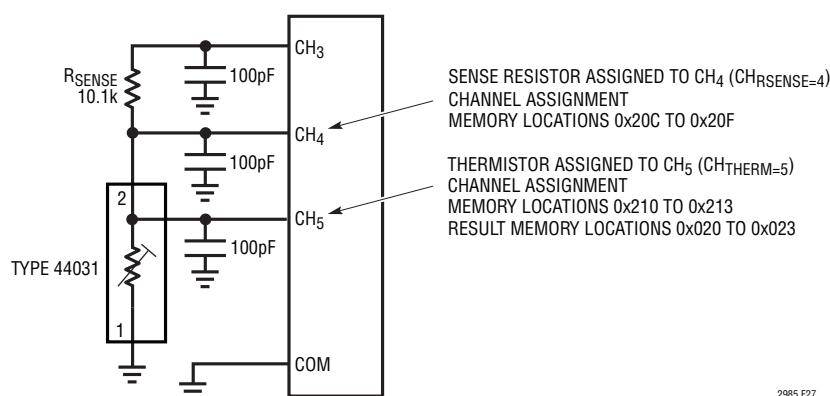 CH3
RSENSE
10.1k
100pF
SENSE RESISTOR ASSIGNED TO CH4 (CHRSENSE=4)
CHANNEL ASSIGNMENT
MEMORY LOCATIONS 0x20C TO 0x20F
CH4
100pF
THERMISTOR ASSIGNED TO CH5 (CHTHERM=5)
CHANNEL ASSIGNMENT
MEMORY LOCATIONS 0x210 TO 0x213
RESULT MEMORY LOCATIONS 0x020 TO 0x023
2
CH5
100pF
TYPE 44031
1
COM
2985 F27